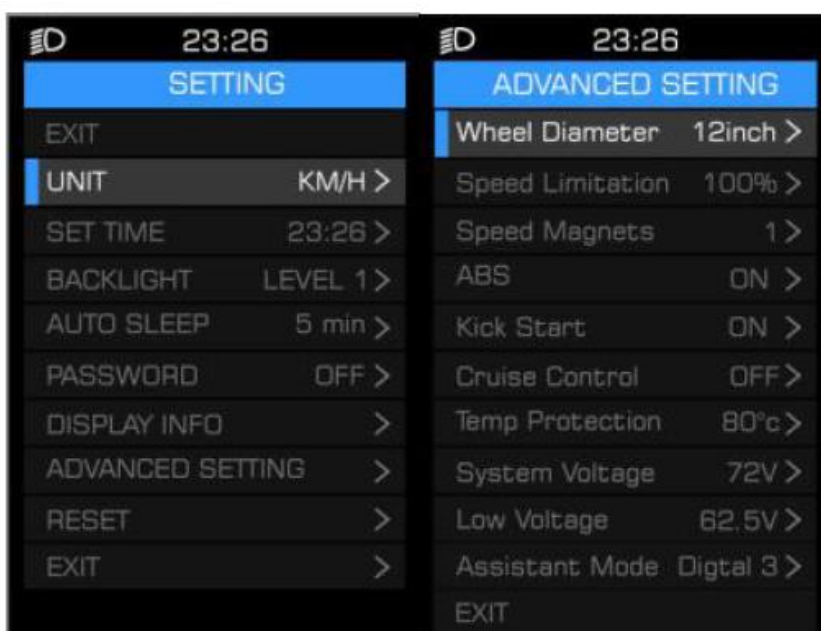 23:26
SETTING
EXIT
UNIT KM/H >
SET TIME 23:26 >
BACKLIGHT LEVEL 1 >
AUTO SLEEP 5 min >
PASSWORD OFF >
DISPLAY INFO >
ADVANCED SETTING >
RESET >
EXIT >
23:26
ADVANCED SETTING
Wheel Diameter 12inch >
Speed Limitation 100% >
Speed Magnets 1 >
ABS ON >
Kick Start ON >
Cruise Control OFF >
Temp Protection 80°c >
System Voltage 72V >
Low Voltage 62.5V >
Assistant Mode Digtal 3 >
EXIT